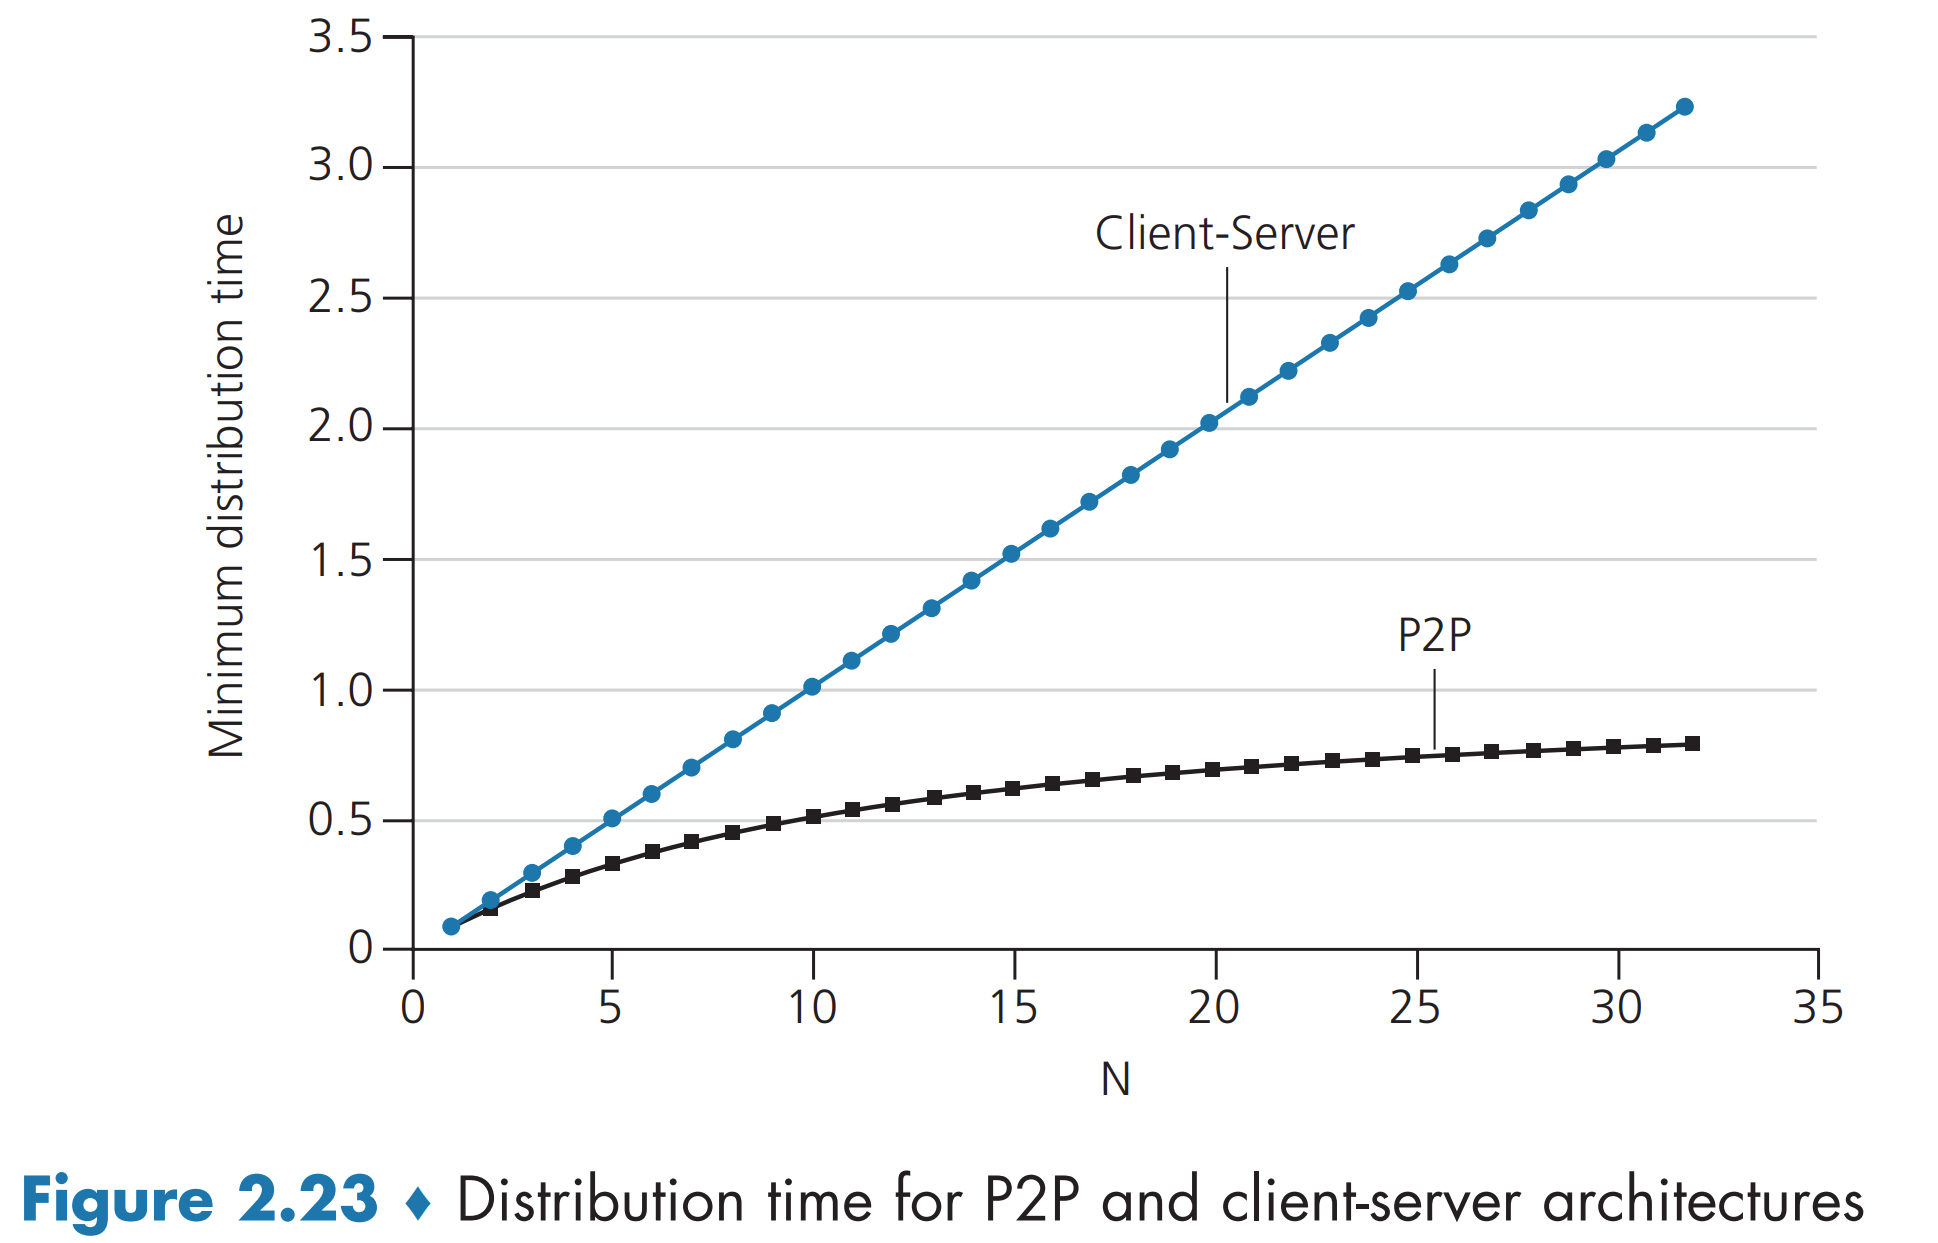 3.5
3.0
2.5
2.0
1.5
1.0
0.5
0
Minimum distribution time
Client-Server
P2P
0 5 10 15 20 25 30 35
N
Figure 2.23 ♦ Distribution time for P2P and client-server architectures